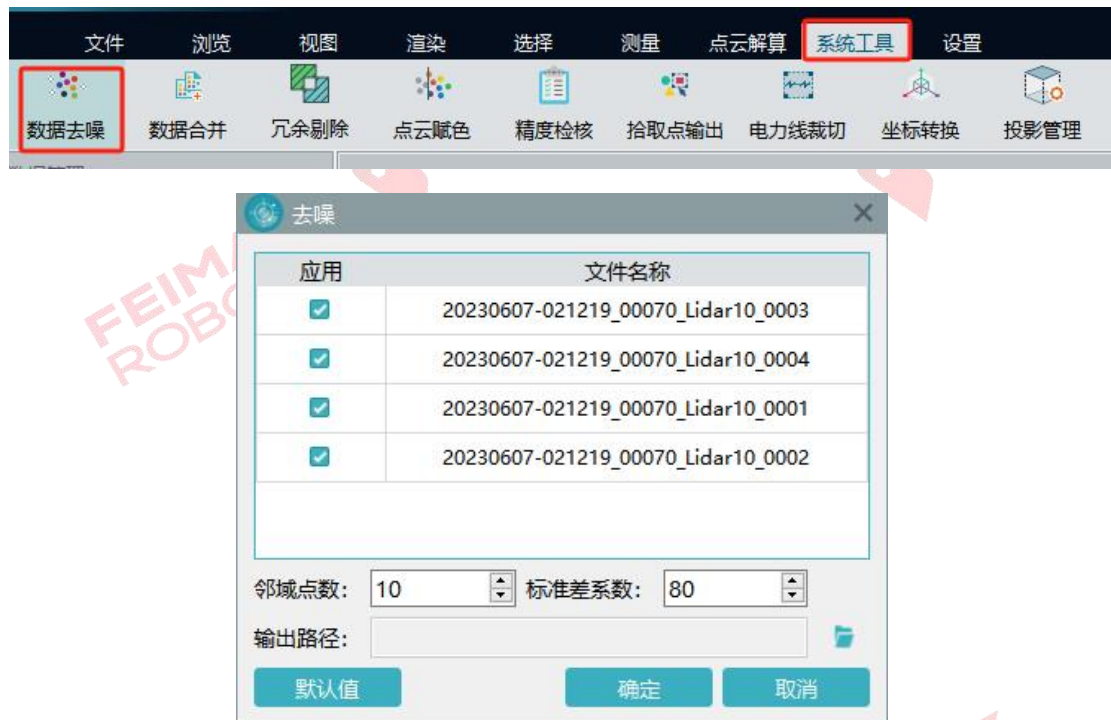 文件 浏览 视图 渲染 选择 测量 点云解算 系统工具 设置
数据去噪 数据合并 冗余剔除 点云赋色 精度检核 拾取点输出 电力线裁切 坐标转换 投影管理
去噪
应用 文件名称
20230607-021219_00070_Lidar10_0003
20230607-021219_00070_Lidar10_0004
20230607-021219_00070_Lidar10_0001
20230607-021219_00070_Lidar10_0002
邻域点数: 10 标准差系数: 80
输出路径:
默认值 确定 取消
FEIMA
ROBO